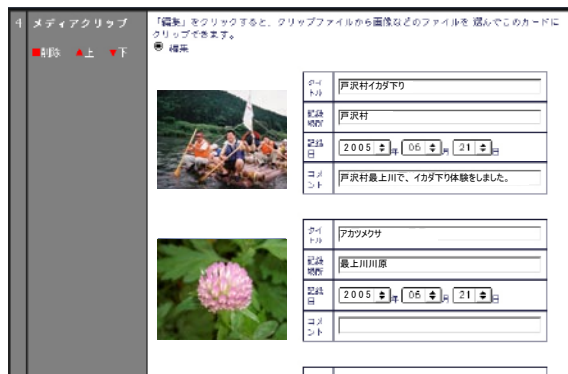 4 メディアクリップ
■削除 ▲上 ▼下
「編集」をクリックすると、クリップファイルから画像などのファイルを 選んでこのカードに
クリップできます。
編集
タイトル
戸沢村イカダ下り
記録場所
戸沢村
記録日
2005 年 06 月 21 日
コメント
戸沢村最上川で、イカダ下り体験をしました。
タイトル
アカツメクサ
記録場所
最上川川原
記録日
2005 年 06 月 21 日
コメント